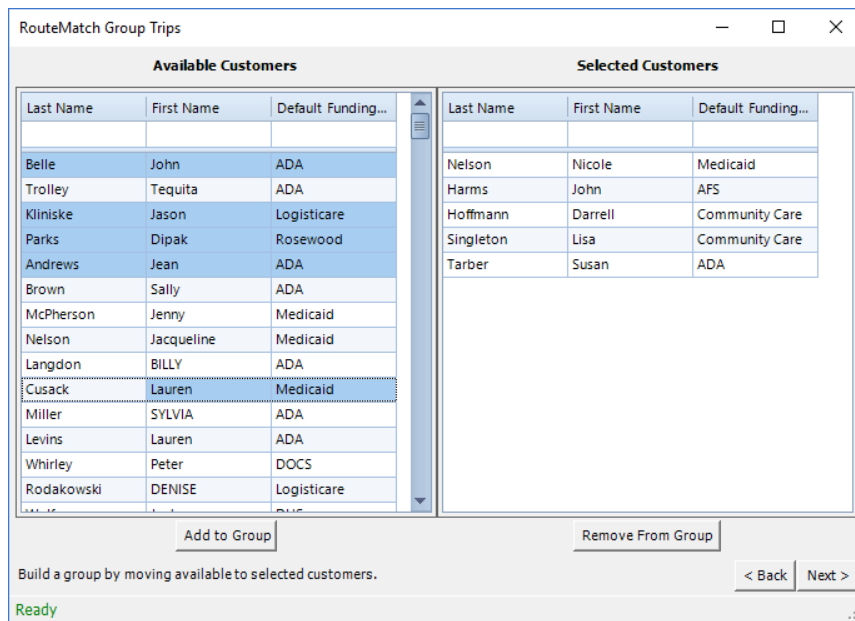 RouteMatch Group Trips
Available Customers
Last Name First Name Default Funding...
Belle John ADA
Trolley Tequita ADA
Kliniske Jason Logisticare
Parks Dipak Rosewood
Andrews Jean ADA
Brown Sally ADA
McPherson Jenny Medicaid
Nelson Jacqueline Medicaid
Langdon BILLY ADA
Cusack Lauren Medicaid
Miller SYLVIA ADA
Levins Lauren ADA
Whirley Peter DOCS
Rodakowski DENISE Logisticare
Add to Group
Selected Customers
Last Name First Name Default Funding...
Nelson Nicole Medicaid
Harms John AFS
Hoffmann Darrell Community Care
Singleton Lisa Community Care
Tarber Susan ADA
Remove From Group
Build a group by moving available to selected customers.
< Back Next >
Ready